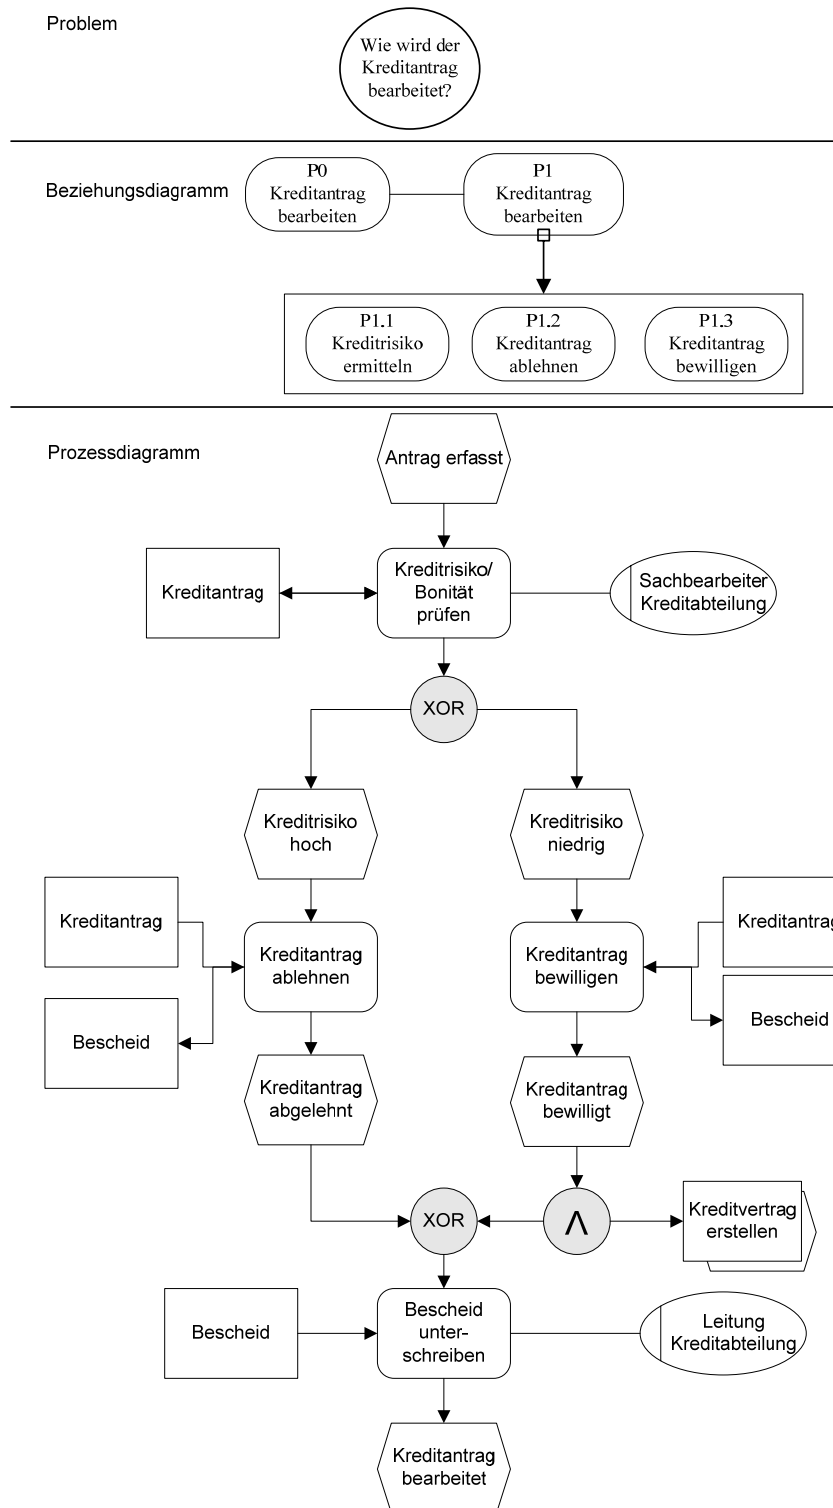 Problem
Wie wird der
Kreditantrag
bearbeitet?
Beziehungsdiagramm
P0
Kreditantrag
bearbeiten
P1
Kreditantrag
bearbeiten
P1.1
Kreditrisiko
ermitteln
P1.2
Kreditantrag
ablehnen
P1.3
Kreditantrag
bewilligen
Prozessdiagramm
Antrag erfasst
Kreditantrag
Kreditrisiko/
Bonität
prüfen
Sachbearbeiter
Kreditabteilung
XOR
Kreditrisiko
hoch
Kreditrisiko
niedrig
Kreditantrag
Kreditantrag
ablehnen
Kreditantrag
bewilligen
Kreditantrag
Bescheid
Bescheid
Kreditantrag
abgelehnt
Kreditantrag
bewilligt
XOR
Λ
Kreditvertrag
erstellen
Bescheid
Bescheid
unter-
schreiben
Leitung
Kreditabteilung
Kreditantrag
bearbeitet